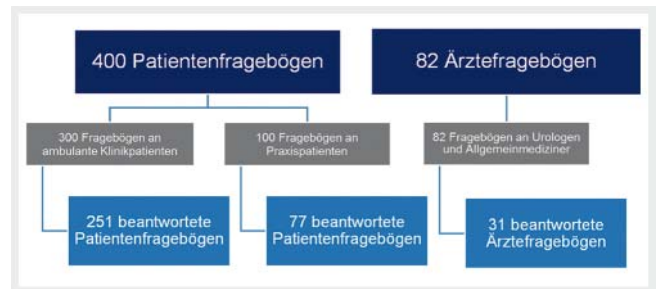 400 Patientenfragebögen
82 Ärztefragebögen
300 Fragebögen an
ambulante Klinikpatienten
100 Fragebögen an
Praxispatienten
82 Fragebögen an Urologen
und Allgemeinmediziner
251 beantwortete
Patientenfragebögen
77 beantwortete
Patientenfragebögen
31 beantwortete
Ärztefragebögen